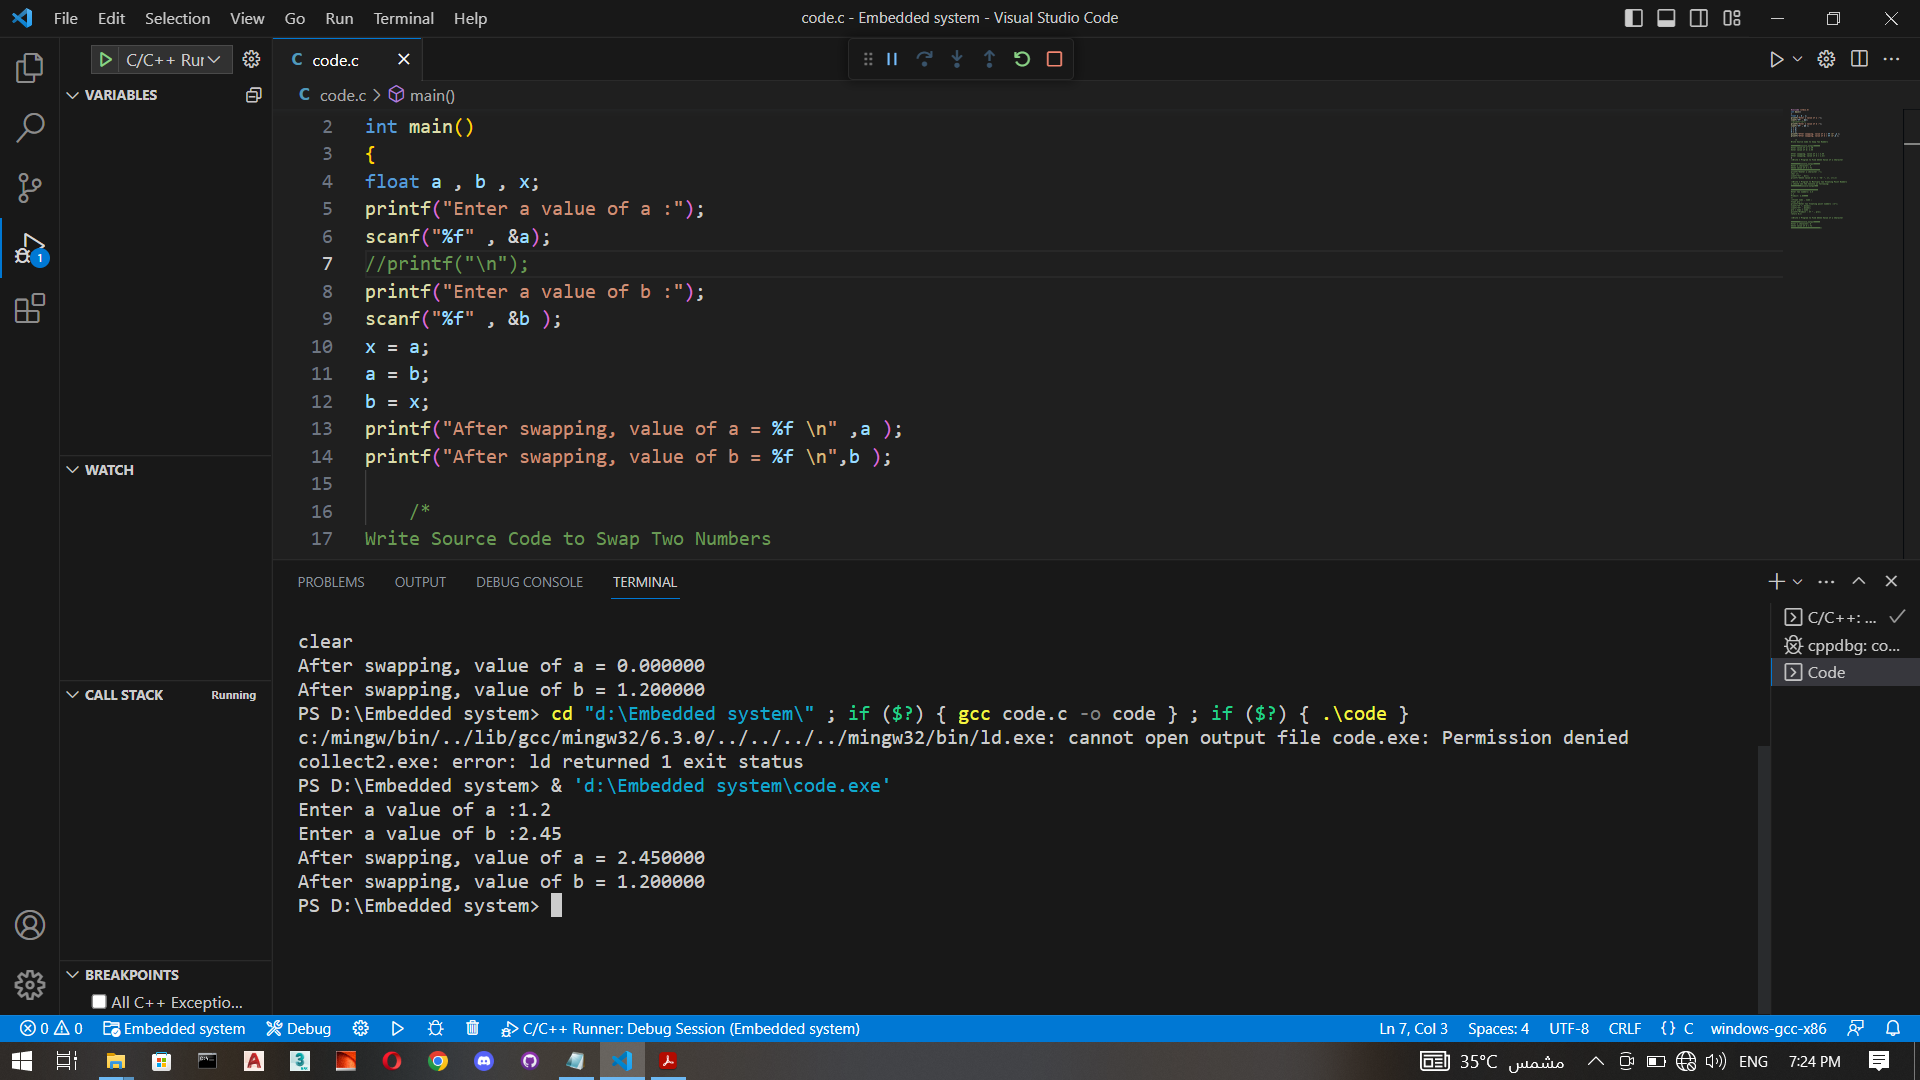 File Edit Selection View Go Run Terminal Help
code.c - Embedded system - Visual Studio Code
C/C++ Rur
code.c
VARIABLES
C code.c > main()
2 int main()
3 {
4 float a , b , x;
5 printf("Enter a value of a :");
6 scanf("%f" , &a);
7 //printf("\n");
8 printf("Enter a value of b :");
9 scanf("%f" , &b );
10 x = a;
11 a = b;
12 b = x;
13 printf("After swapping, value of a = %f \n" ,a );
14 printf("After swapping, value of b = %f \n",b );
15
16 /*
17 Write Source Code to Swap Two Numbers
WATCH
CALL STACK Running
BREAKPOINTS
All C++ Exceptio...
1
PROBLEMS OUTPUT DEBUG CONSOLE TERMINAL
clear
After swapping, value of a = 0.000000
After swapping, value of b = 1.200000
PS D:\Embedded system> cd "d:\Embedded system\" ; if ($?) { gcc code.c -o code } ; if ($?) { .\code }
c:/mingw/bin/../lib/gcc/mingw32/6.3.0/../../../../mingw32/bin/ld.exe: cannot open output file code.exe: Permission denied
collect2.exe: error: ld returned 1 exit status
PS D:\Embedded system> & 'd:\Embedded system\code.exe'
Enter a value of a :1.2
Enter a value of b :2.45
After swapping, value of a = 2.450000
After swapping, value of b = 1.200000
PS D:\Embedded system>
C/C++: ...
cppdbg: co...
Code
0 0 Embedded system Debug C/C++ Runner: Debug Session (Embedded system)
Ln 7, Col 3 Spaces: 4 UTF-8 CRLF {} C windows-gcc-x86
35°C مشمس ENG 7:24 PM